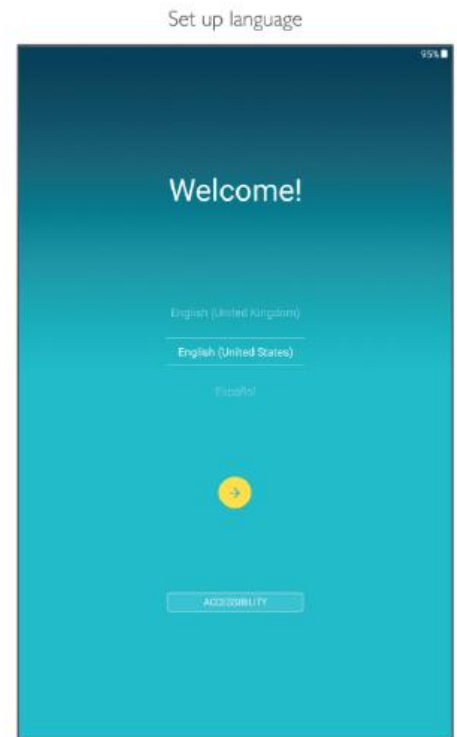 Set up language
95%
Welcome!
English (United Kingdom)
English (United States)
Español
ACCESSIBILITY